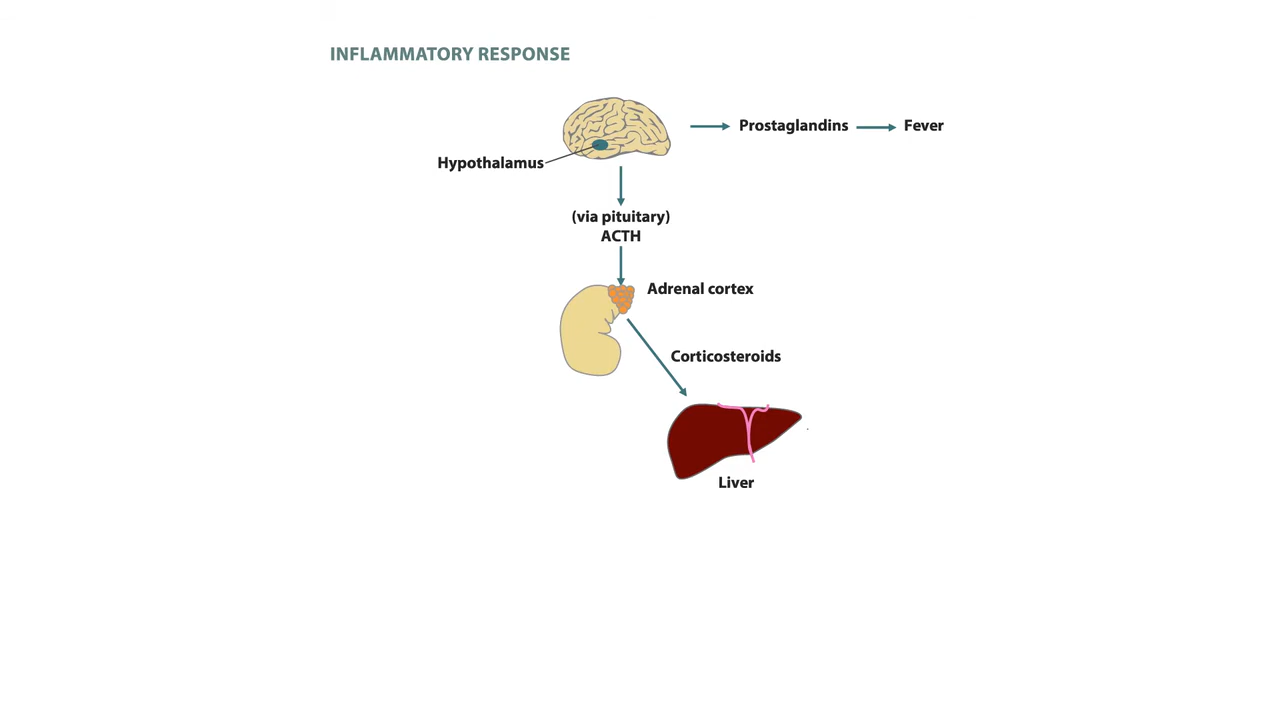 INFLAMMATORY RESPONSE
Prostaglandins
Fever
Hypothalamus
(via pituitary)
ACTH
Adrenal cortex
Corticosteroids
Liver